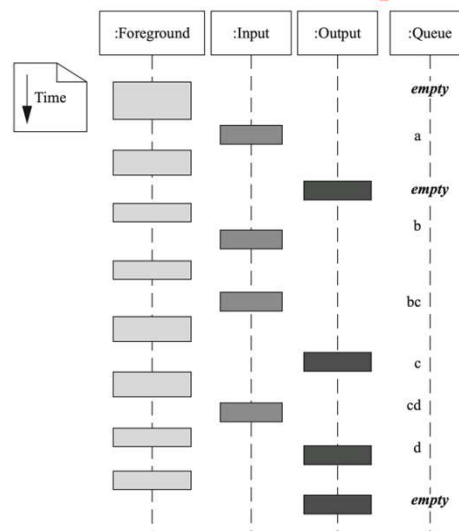 :Foreground :Input :Output :Queue
Time
empty
a
empty
b
bc
c
cd
d
empty